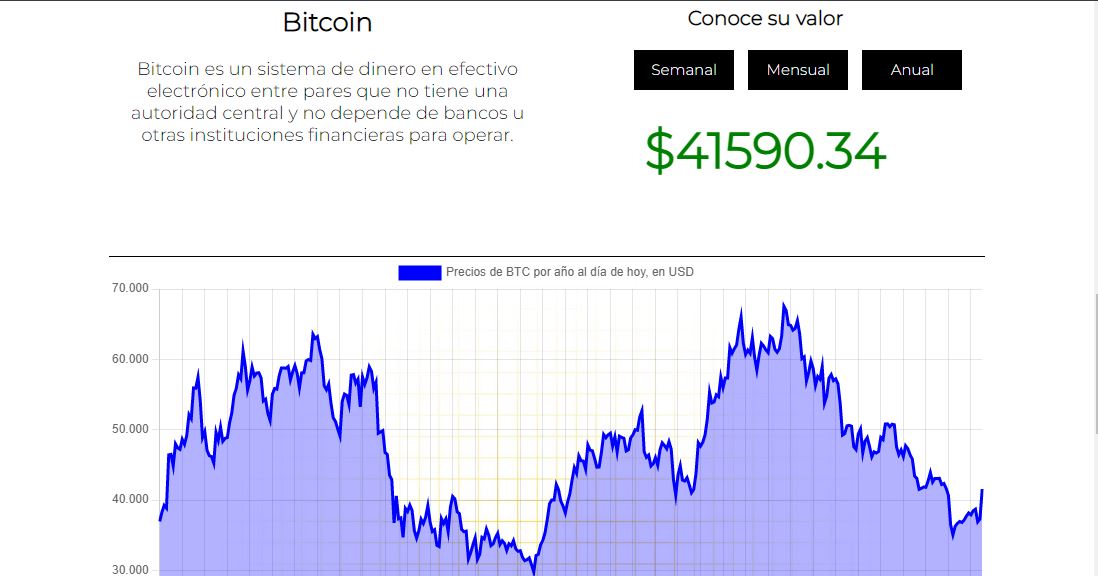 Bitcoin
Bitcoin es un sistema de dinero en efectivo
electrónico entre pares que no tiene una
autoridad central y no depende de bancos u
otras instituciones financieras para operar.
Conoce su valor
Semanal Mensual Anual
$41590.34
Precios de BTC por año al día de hoy, en USD
70.000
60.000
50.000
40.000
30.000